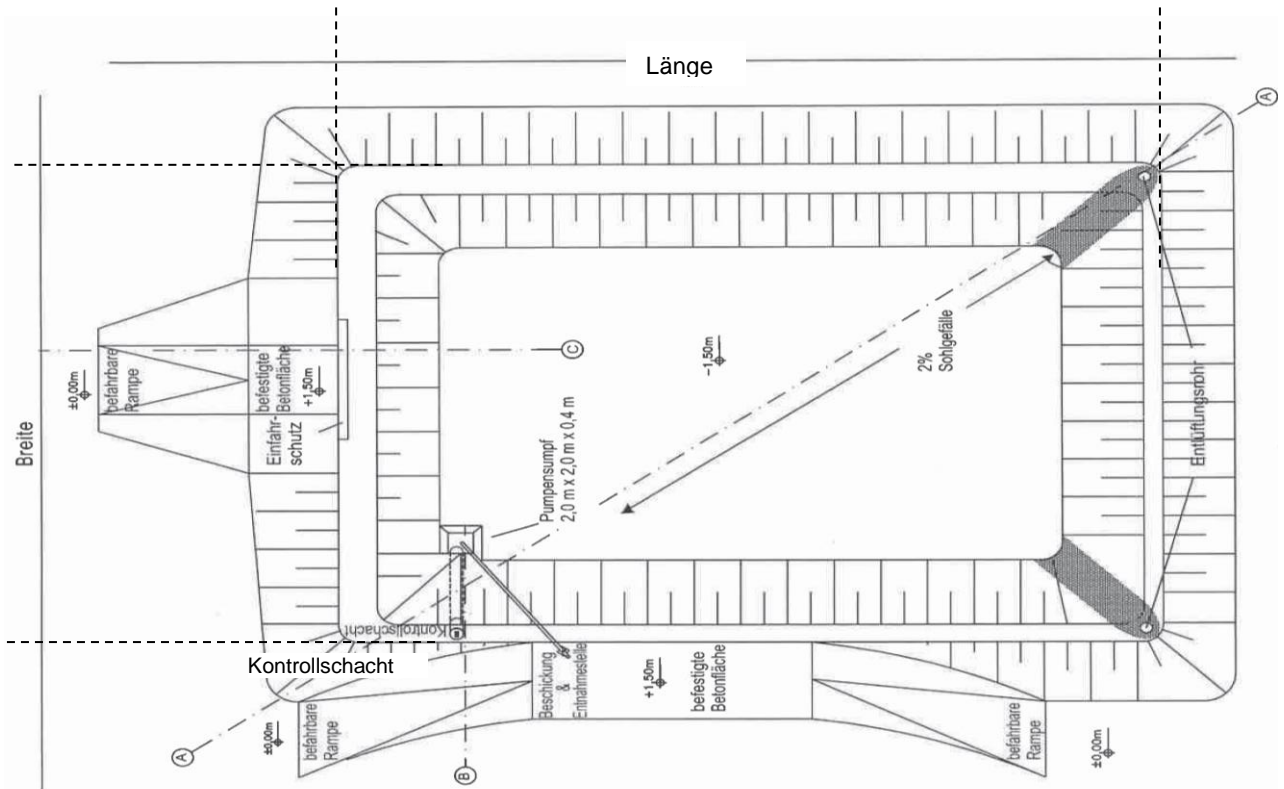 Länge
Breite
A
±0,00m
befahrbare
Rampe
befestigte
Betonfläche
+1,50m
Einfahr-
schutz
C
-1,50m
2%
Sohlgefälle
Pumpensumpf
2,0 m x 2,0 m x 0,4 m
Entlüftungsrohr
Kontrollschacht
Kontrollschacht
Beschickung
&
Entnahmestelle
+1,50m
befestigte
Betonfläche
±0,00m
befahrbare
Rampe
A
B
befahrbare
Rampe
±0,00m